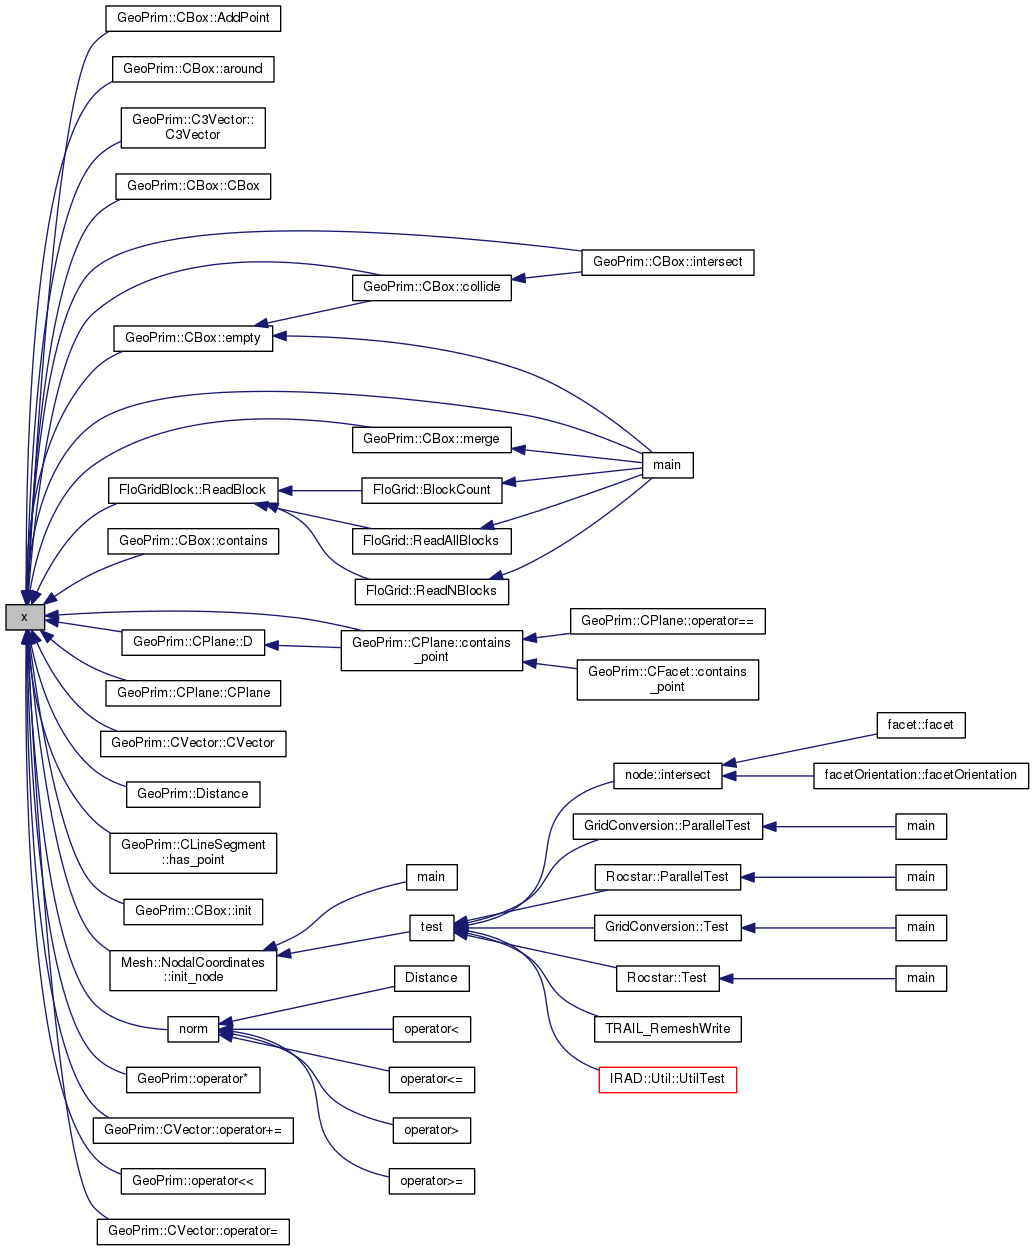 GeoPrim::CBox::AddPoint
GeoPrim::CBox::around
GeoPrim::C3Vector::
C3Vector
GeoPrim::CBox::CBox
GeoPrim::CBox::intersect
GeoPrim::CBox::collide
GeoPrim::CBox::empty
GeoPrim::CBox::merge
main
FloGridBlock::ReadBlock
FloGrid::BlockCount
GeoPrim::CBox::contains
FloGrid::ReadAllBlocks
FloGrid::ReadNBlocks
x
GeoPrim::CPlane::D
GeoPrim::CPlane::contains
_point
GeoPrim::CPlane::operator==
GeoPrim::CFacet::contains
_point
GeoPrim::CPlane::CPlane
GeoPrim::CVector::CVector
facet::facet
node::intersect
facetOrientation::facetOrientation
GeoPrim::Distance
GridConversion::ParallelTest
main
GeoPrim::CLineSegment
::has_point
main
Rocstar::ParallelTest
main
GeoPrim::CBox::init
test
GridConversion::Test
main
Mesh::NodalCoordinates
::init_node
Distance
Rocstar::Test
main
norm
operator<
TRAIL_RemeshWrite
GeoPrim::operator*
operator<=
IRAD::Util::UtilTest
GeoPrim::CVector::operator+=
operator>
GeoPrim::operator<<
operator>=
GeoPrim::CVector::operator=